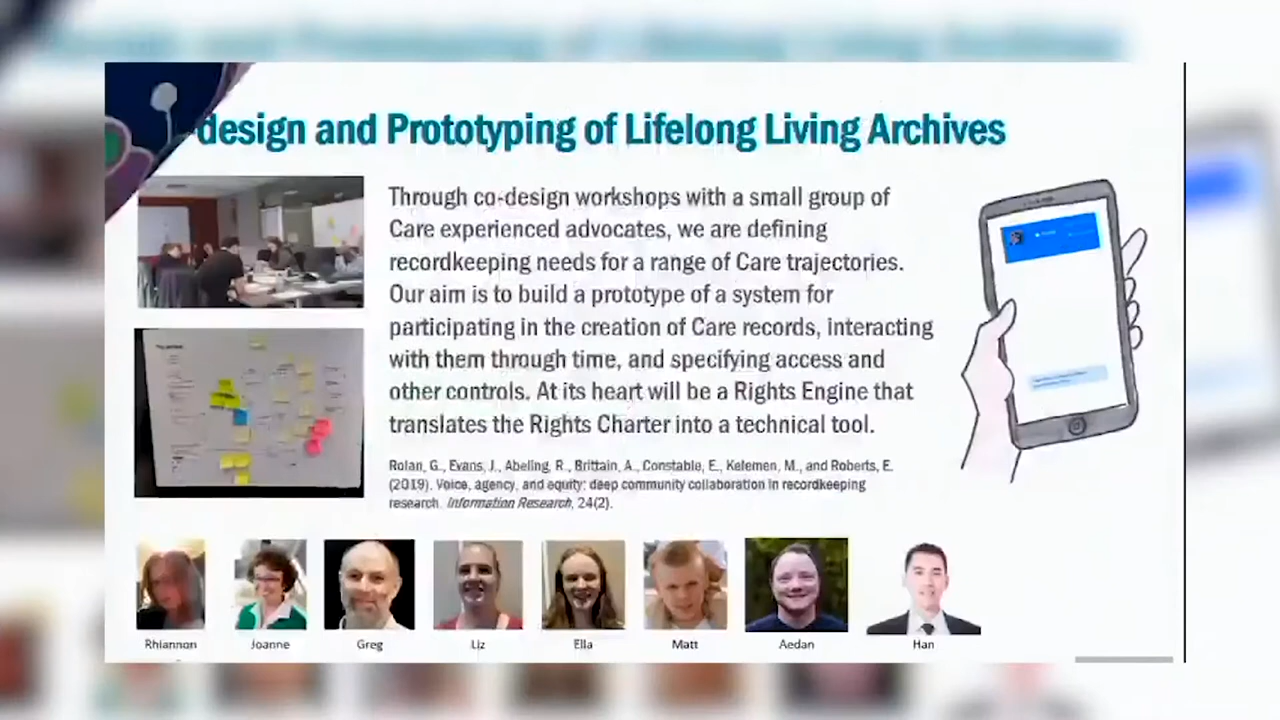 -design and Prototyping of Lifelong Living Archives
Through co-design workshops with a small group of
Care experienced advocates, we are defining
recordkeeping needs for a range of Care trajectories.
Our aim is to build a prototype of a system for
participating in the creation of Care records, interacting
with them through time, and specifying access and
other controls. At its heart will be a Rights Engine that
translates the Rights Charter into a technical tool.
Rolan, G., Evans, J., Abeling, R., Brittain, A., Constable, E., Kelemen, M., and Roberts, E.
(2019). Voice, agency, and equity: deep community collaboration in recordkeeping
research. Information Research, 24(2).
Rhiannon
Joanne
Greg
Liz
Ella
Matt
Aedan
Han